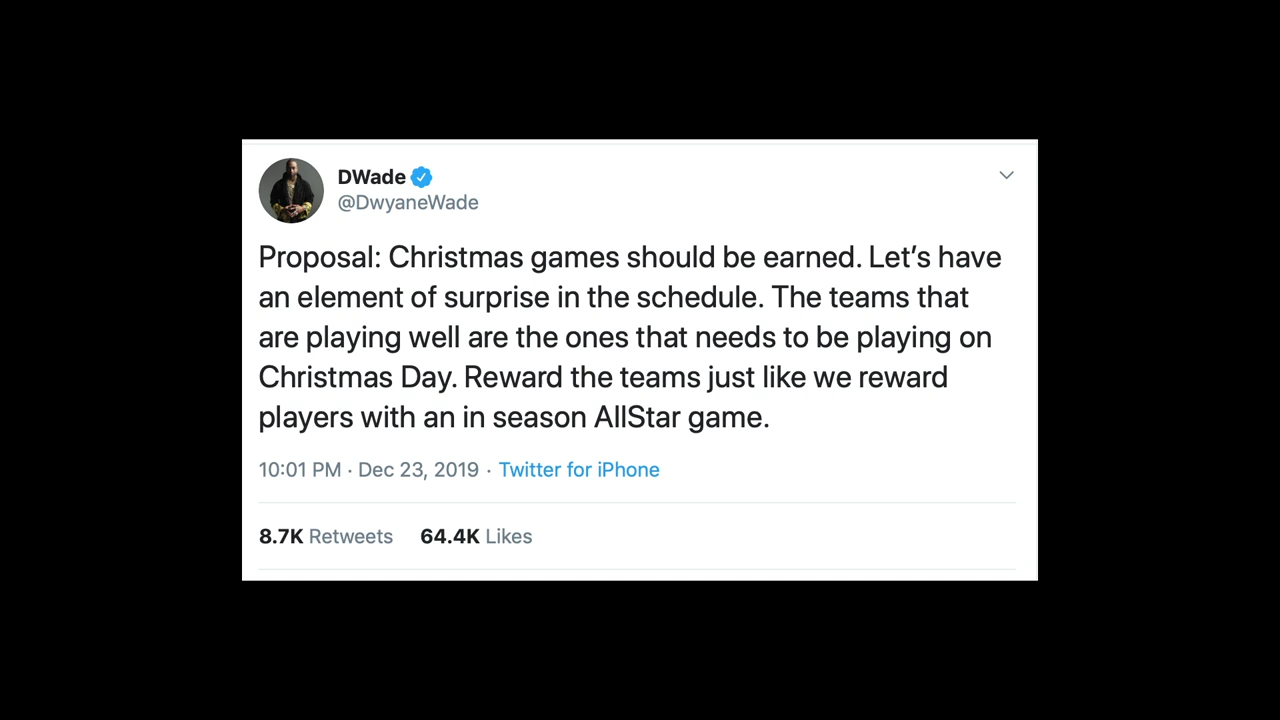 DWade
@DwyaneWade
Proposal: Christmas games should be earned. Let’s have
an element of surprise in the schedule. The teams that
are playing well are the ones that needs to be playing on
Christmas Day. Reward the teams just like we reward
players with an in season AllStar game.
10:01 PM · Dec 23, 2019 · Twitter for iPhone
8.7K Retweets 64.4K Likes